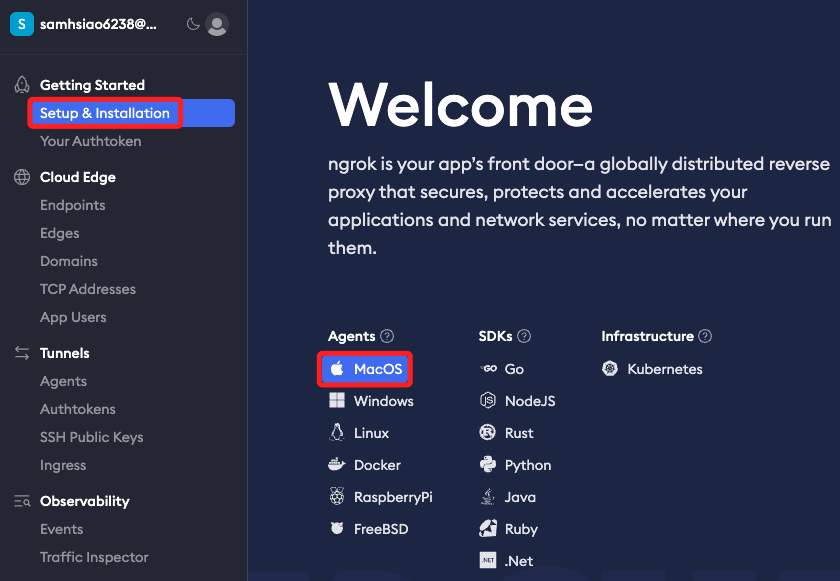 S samhsiao6238@...
Getting Started
Setup & Installation
Your Authtoken
Cloud Edge
Endpoints
Edges
Domains
TCP Addresses
App Users
Tunnels
Agents
Authtokens
SSH Public Keys
Ingress
Observability
Events
Traffic Inspector
Welcome
ngrok is your app's front door—a globally distributed reverse
proxy that secures, protects and accelerates your
applications and network services, no matter where you run
them.
Agents ?
MacOS
Windows
Linux
Docker
RaspberryPi
FreeBSD
SDKs ?
GO Go
JS NodeJS
R Rust
Python
Java
Ruby
.NET .Net
Infrastructure ?
Kubernetes